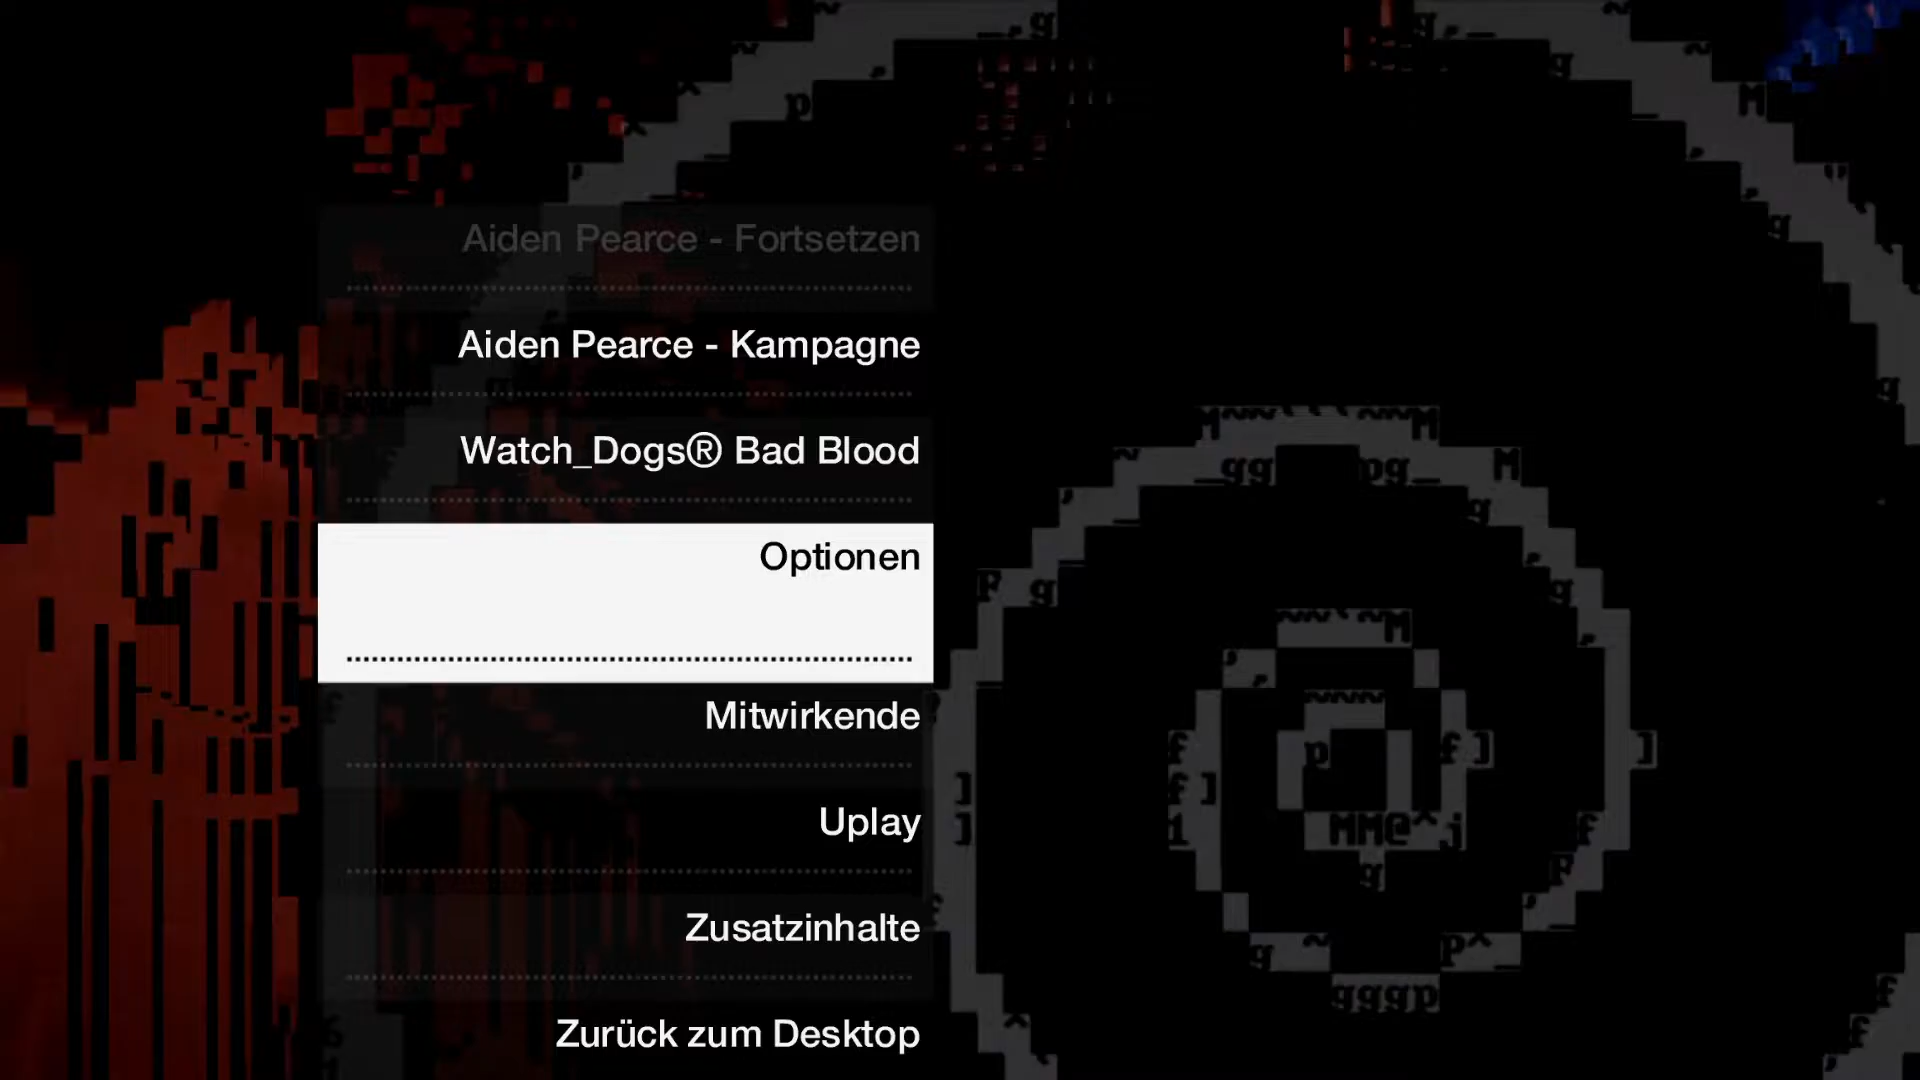 Aiden Pearce - Fortsetzen
Aiden Pearce - Kampagne
Watch_Dogs® Bad Blood
Optionen
Mitwirkende
Uplay
Zusatzinhalte
Zurück zum Desktop